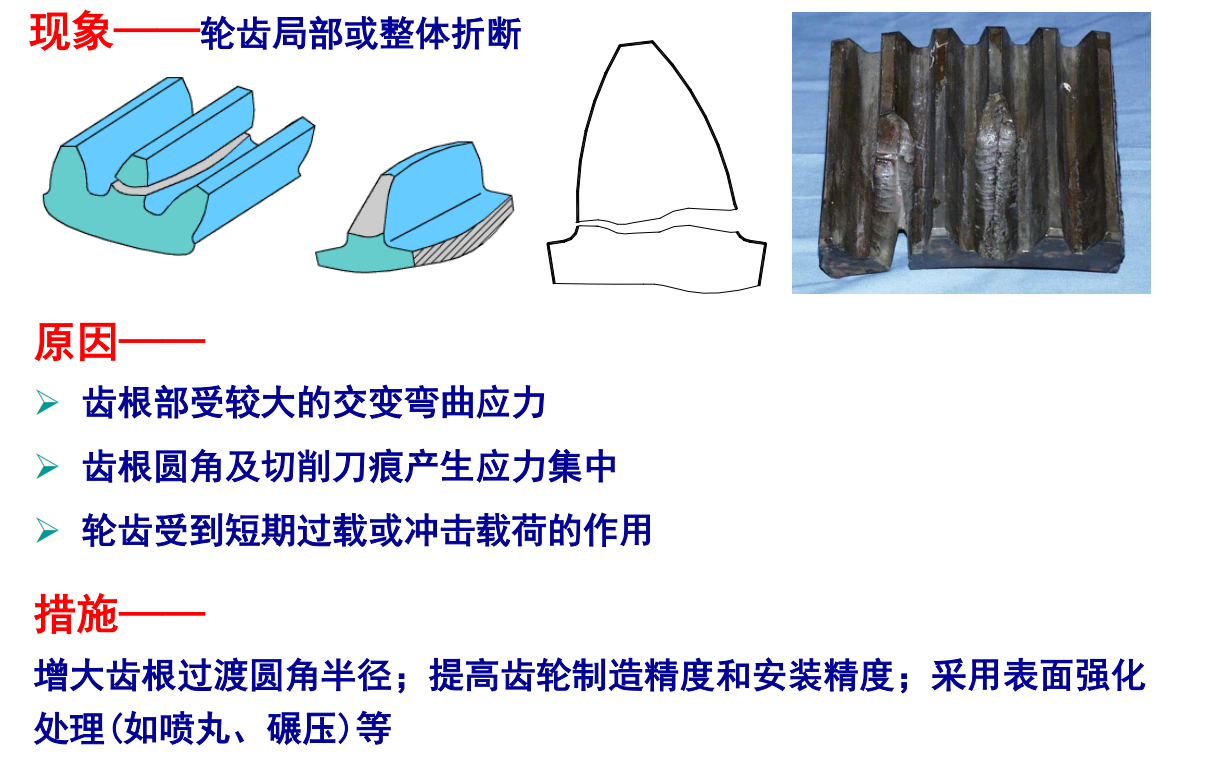 现象——轮齿局部或整体折断
原因——
齿根部受较大的交变弯曲应力
齿根圆角及切削刀痕产生应力集中
轮齿受到短期过载或冲击载荷的作用
措施——
增大齿根过渡圆角半径；提高齿轮制造精度和安装精度；采用表面强化
处理(如喷丸、碾压)等